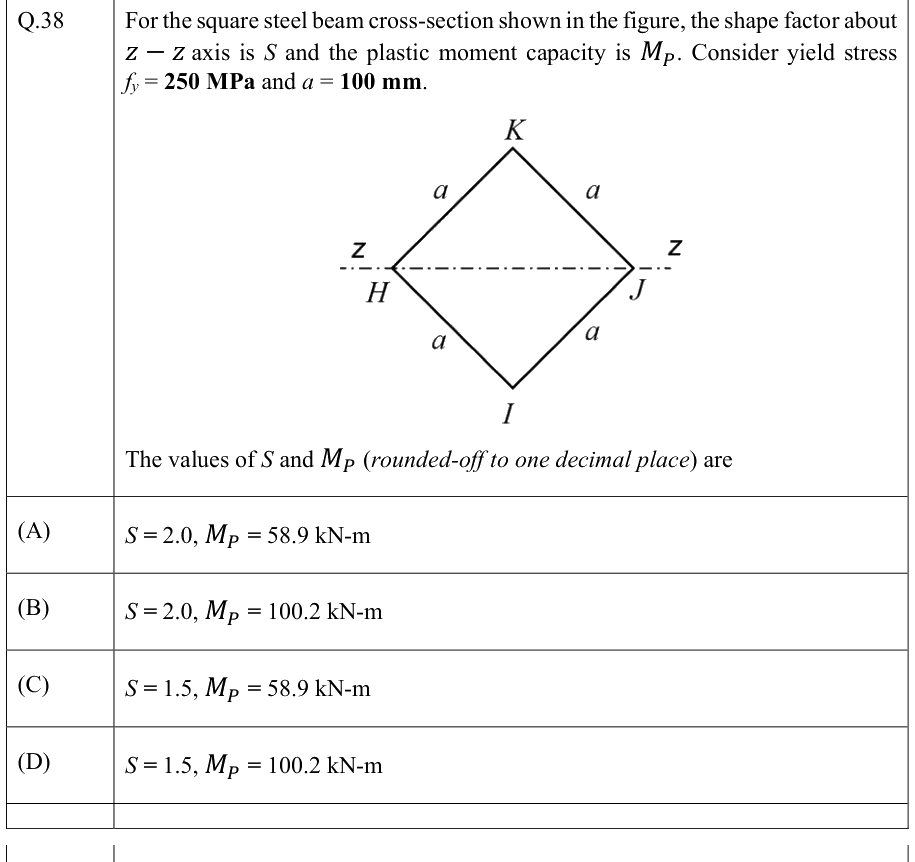 Q.38
For the square steel beam cross-section shown in the figure, the shape factor about
z − z axis is S and the plastic moment capacity is M_P. Consider yield stress
f_y = 250 MPa and a = 100 mm.
K
a a
z z
H J
a a
I
The values of S and M_P (rounded-off to one decimal place) are
(A) S = 2.0, M_P = 58.9 kN-m
(B) S = 2.0, M_P = 100.2 kN-m
(C) S = 1.5, M_P = 58.9 kN-m
(D) S = 1.5, M_P = 100.2 kN-m